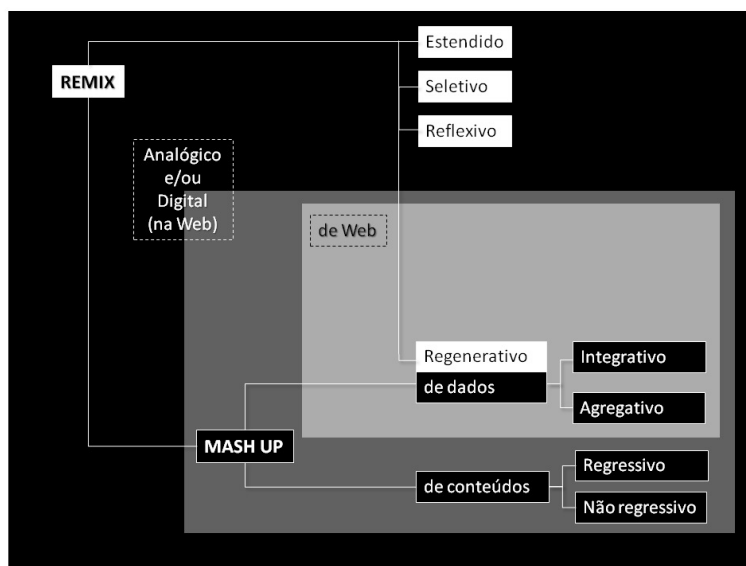 Estendido
REMIX
Seletivo
Reflexivo
Analógico
e/ou
Digital
(na Web)
de Web
Regenerativo
Integrativo
de dados
Agregativo
MASH UP
Regressivo
de conteúdos
Não regressivo